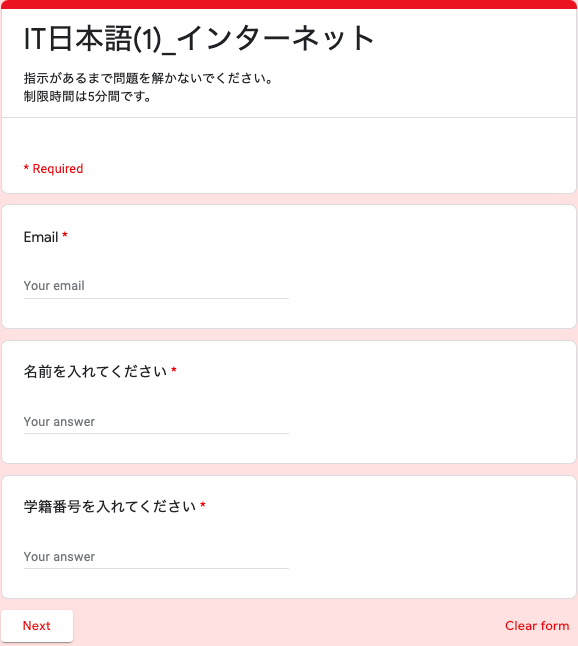 IT日本語(1)_インターネット
指示があるまで問題を解かないでください。
制限時間は5分間です。
* Required
Email *
Your email
名前を入れてください *
Your answer
学籍番号を入れてください *
Your answer
Next
Clear form